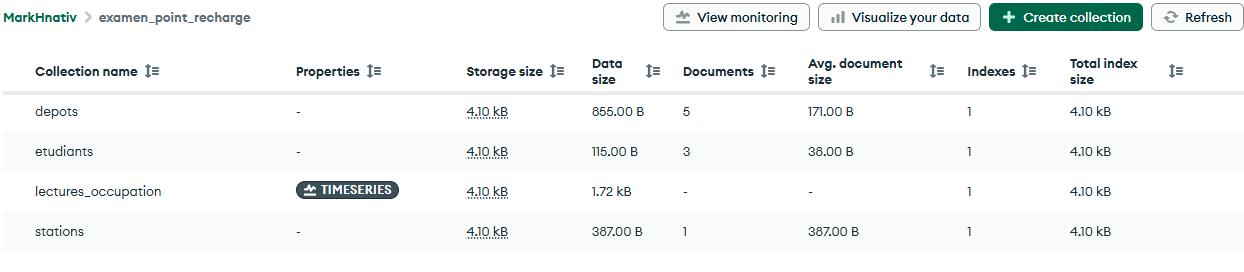 MarkHnativ > examen_point_recharge View monitoring Visualize your data + Create collection Refresh
Collection name Properties Storage size Data size Documents Avg. document size Indexes Total index size
depots - 4.10 kB 855.00 B 5 171.00 B 1 4.10 kB
etudiants - 4.10 kB 115.00 B 3 38.00 B 1 4.10 kB
lectures_occupation TIMESERIES 4.10 kB 1.72 kB - - 1 4.10 kB
stations - 4.10 kB 387.00 B 1 387.00 B 1 4.10 kB